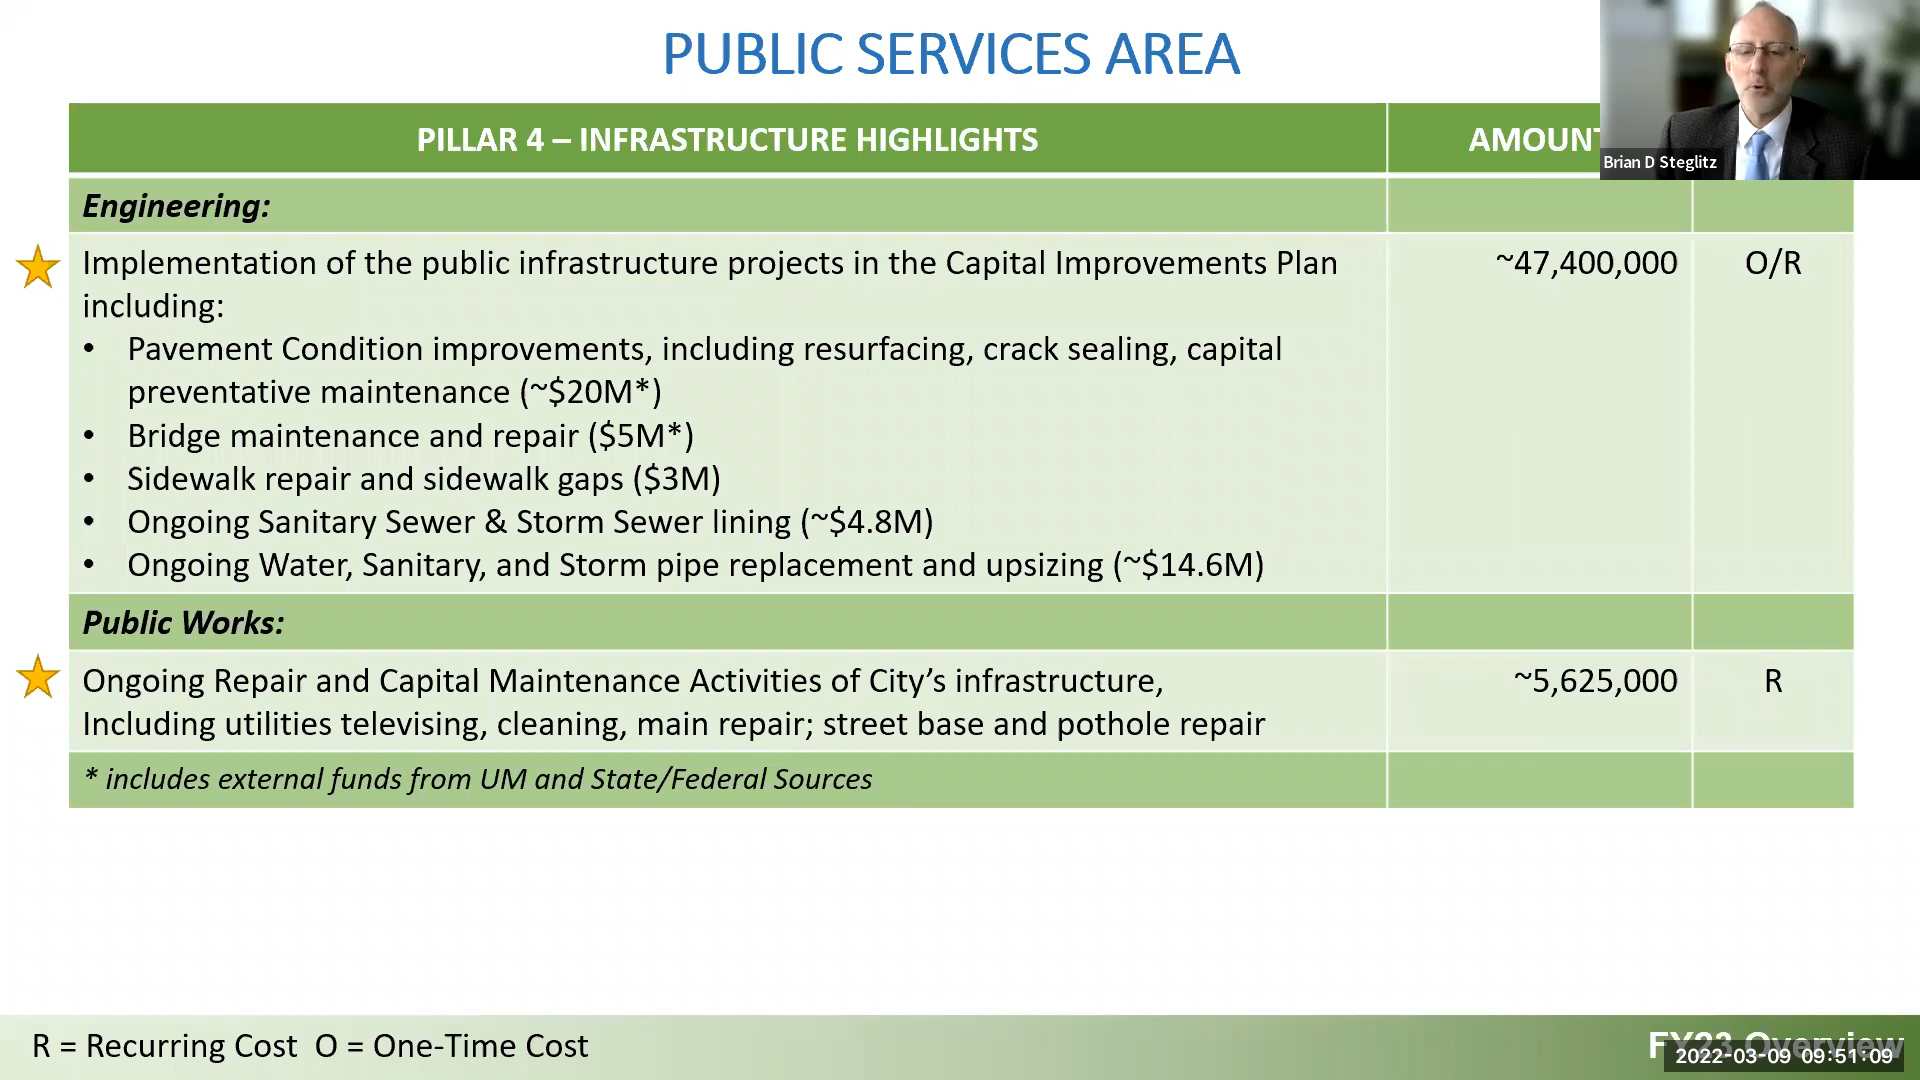 PUBLIC SERVICES AREA
PILLAR 4 – INFRASTRUCTURE HIGHLIGHTS
AMOUNT
Brian D Steglitz
Engineering:
Implementation of the public infrastructure projects in the Capital Improvements Plan
including:
~47,400,000
O/R
• Pavement Condition improvements, including resurfacing, crack sealing, capital
preventative maintenance (~$20M*)
• Bridge maintenance and repair ($5M*)
• Sidewalk repair and sidewalk gaps ($3M)
• Ongoing Sanitary Sewer & Storm Sewer lining (~$4.8M)
• Ongoing Water, Sanitary, and Storm pipe replacement and upsizing (~$14.6M)
Public Works:
Ongoing Repair and Capital Maintenance Activities of City’s infrastructure,
Including utilities televising, cleaning, main repair; street base and pothole repair
~5,625,000
R
* includes external funds from UM and State/Federal Sources
R = Recurring Cost O = One-Time Cost
FY23 Overview
2022-03-09 09:51:09